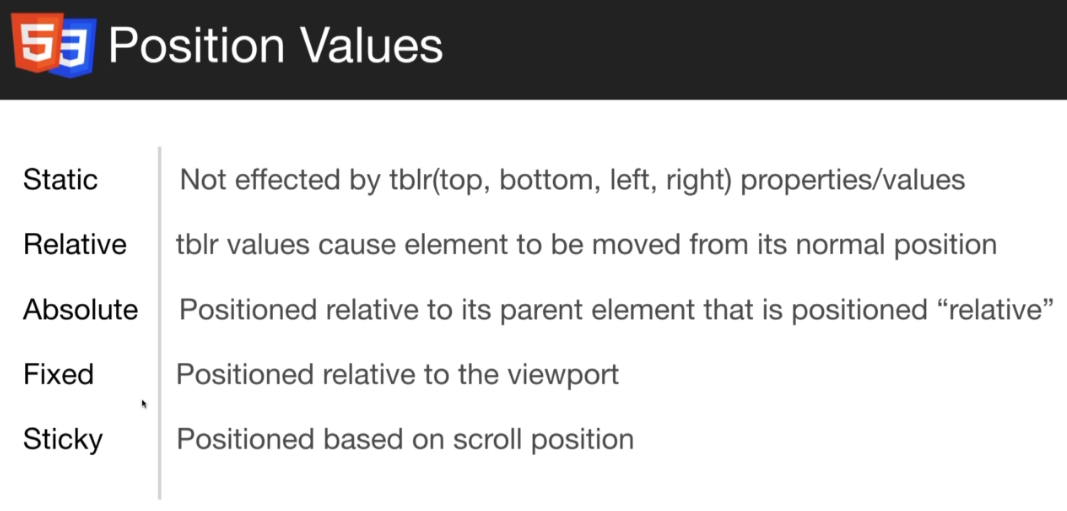 53 Position Values
Static Not effected by tblr(top, bottom, left, right) properties/values
Relative tblr values cause element to be moved from its normal position
Absolute Positioned relative to its parent element that is positioned “relative”
Fixed Positioned relative to the viewport
Sticky Positioned based on scroll position